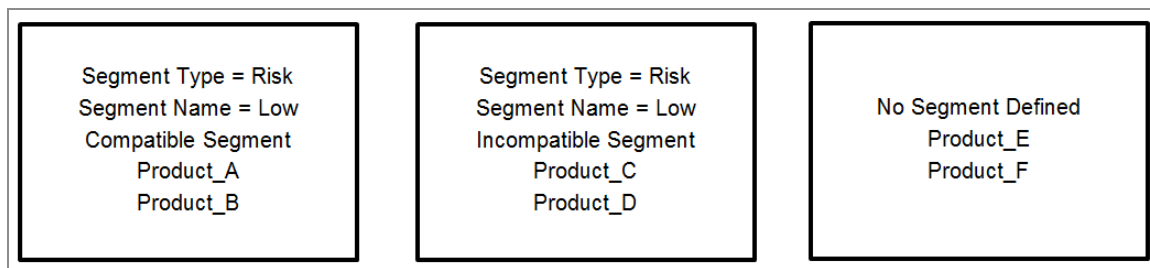 Segment Type = Risk
Segment Name = Low
Compatible Segment
Product_A
Product_B
Segment Type = Risk
Segment Name = Low
Incompatible Segment
Product_C
Product_D
No Segment Defined
Product_E
Product_F